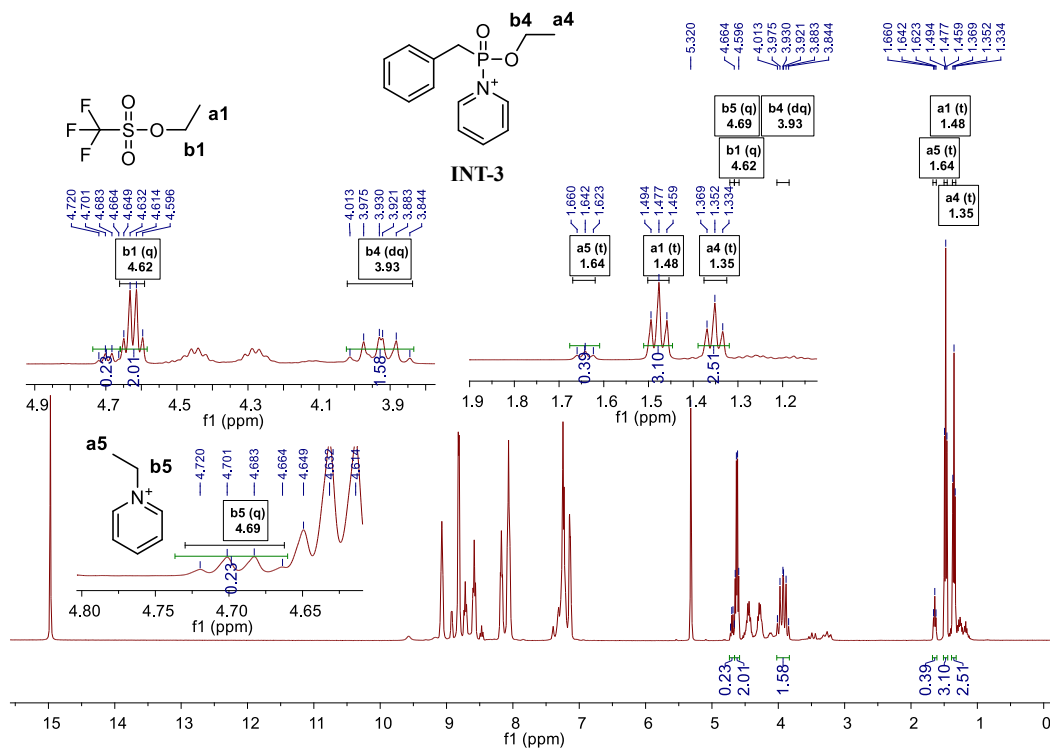 b4 a4
O
P
O
N
+
INT-3
F O
F S O
F O
a1
b1
5.320
4.664
4.596
4.013
3.975
3.930
3.921
3.883
3.844
1.660
1.642
1.623
1.494
1.477
1.459
1.369
1.352
1.334
b5 (q)
4.69
b4 (dq)
3.93
b1 (q)
4.62
a1 (t)
1.48
a5 (t)
1.64
a4 (t)
1.35
4.720
4.701
4.683
4.664
4.649
4.632
4.614
4.596
4.013
3.975
3.930
3.921
3.883
3.844
b1 (q)
4.62
b4 (dq)
3.93
0.23
2.01
1.58
4.9 4.7 4.5 4.3 4.1 3.9
f1 (ppm)
1.660
1.642
1.623
1.494
1.477
1.459
1.369
1.352
1.334
a5 (t)
1.64
a1 (t)
1.48
a4 (t)
1.35
0.39
3.10
2.51
1.9 1.8 1.7 1.6 1.5 1.4 1.3 1.2
f1 (ppm)
a5
b5
N
+
4.720
4.701
4.683
4.664
4.649
4.632
4.614
b5 (q)
4.69
0.23
4.80 4.75 4.70 4.65
f1 (ppm)
0.23
2.01
1.58
0.39
3.10
2.51
15 14 13 12 11 10 9 8 7 6 5 4 3 2 1 0
f1 (ppm)